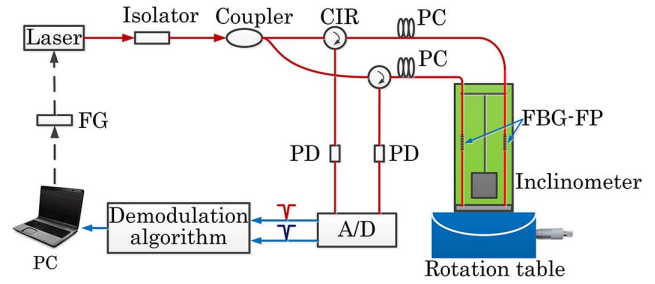 Isolator
Coupler
CIR
PC
Laser
PC
FG
FBG-FP
PD
PD
Inclinometer
Demodulation
algorithm
A/D
PC
Rotation table